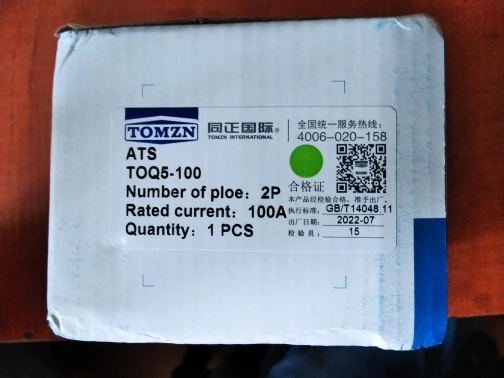 TOMZN 同正国际®
TOMZN INTERNATIONAL
全国统一服务热线:
4006-020-158
ATS
TOQ5-100
Number of ploe: 2P
Rated current: 100A
Quantity: 1 PCS
合格证
本产品经检验合格,准予出厂。
执行标准: GB/T14048.11
出厂日期: 2022-07
检 验 员: 15